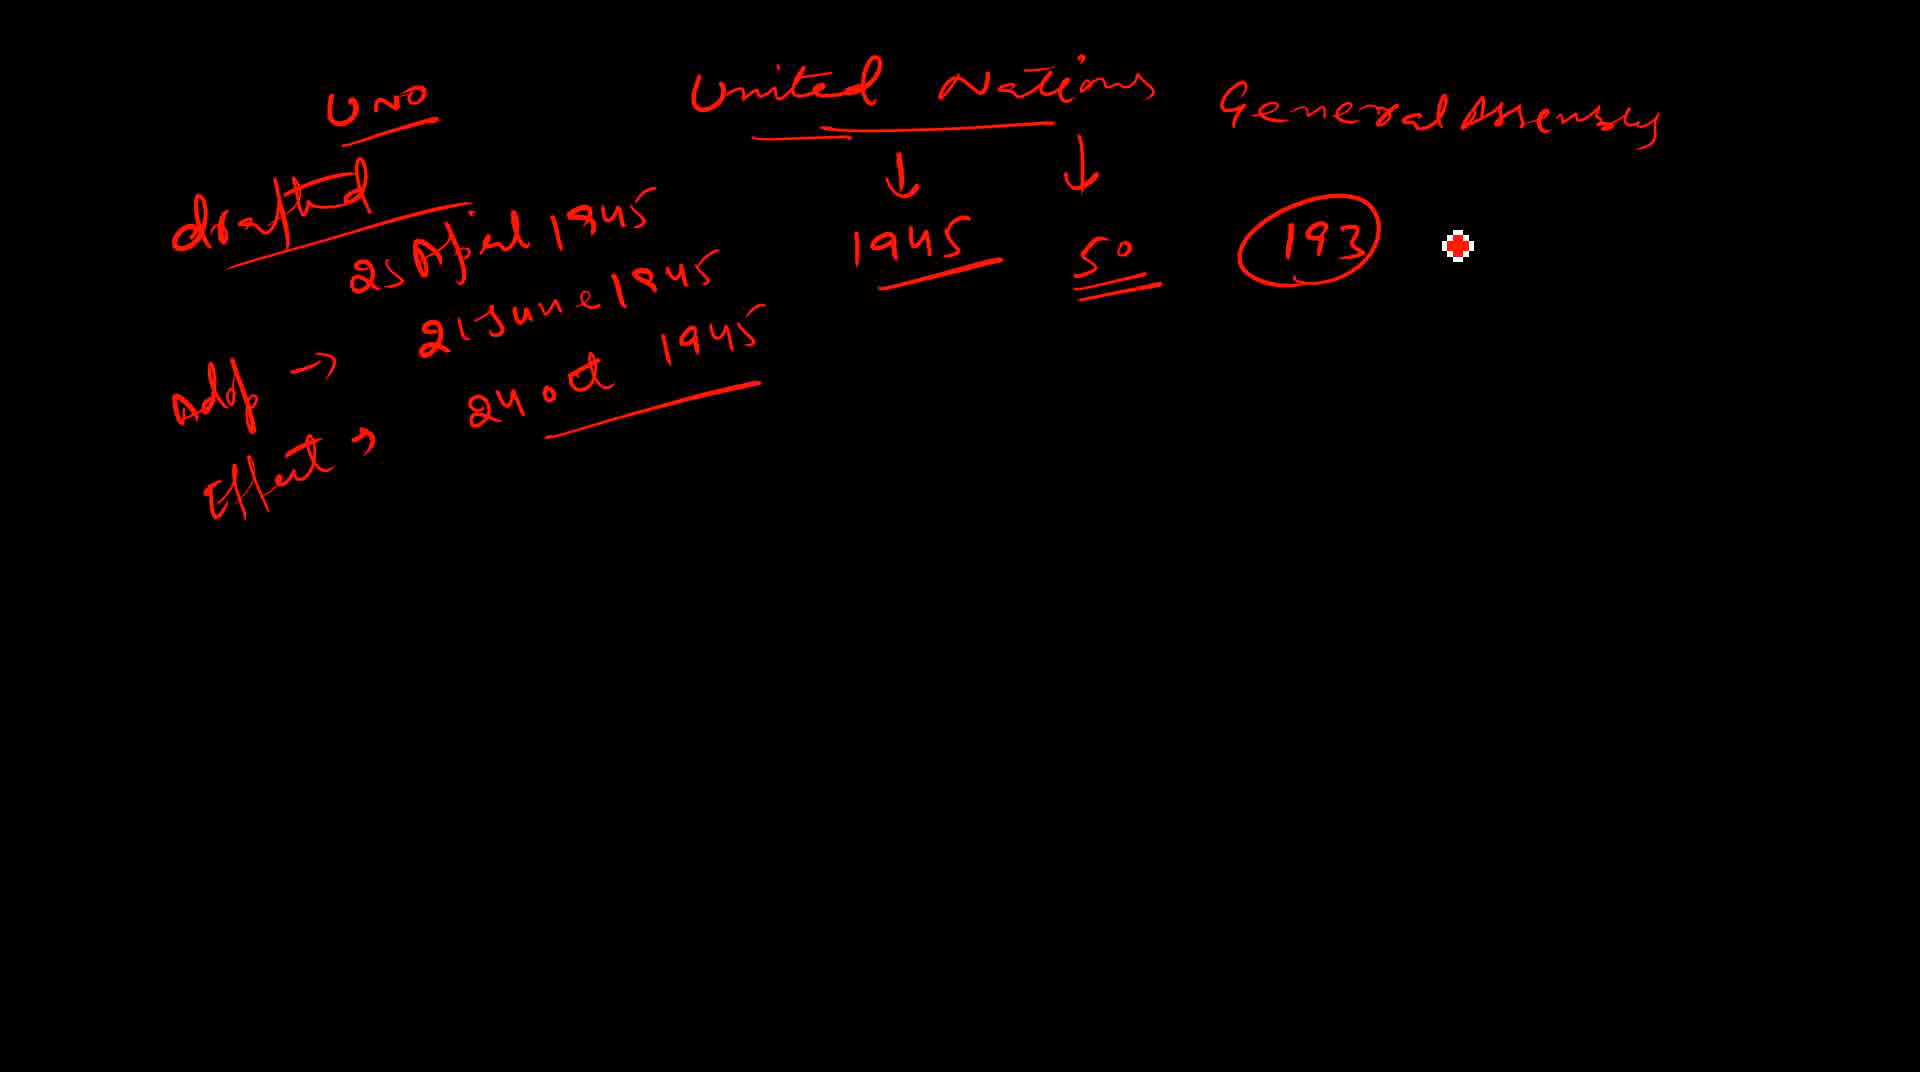 United Nations General Assembly
UNO
drafted
25 April 1945
1945
50
193
21 June 1945
Adop →
24 oct 1945
Effect →